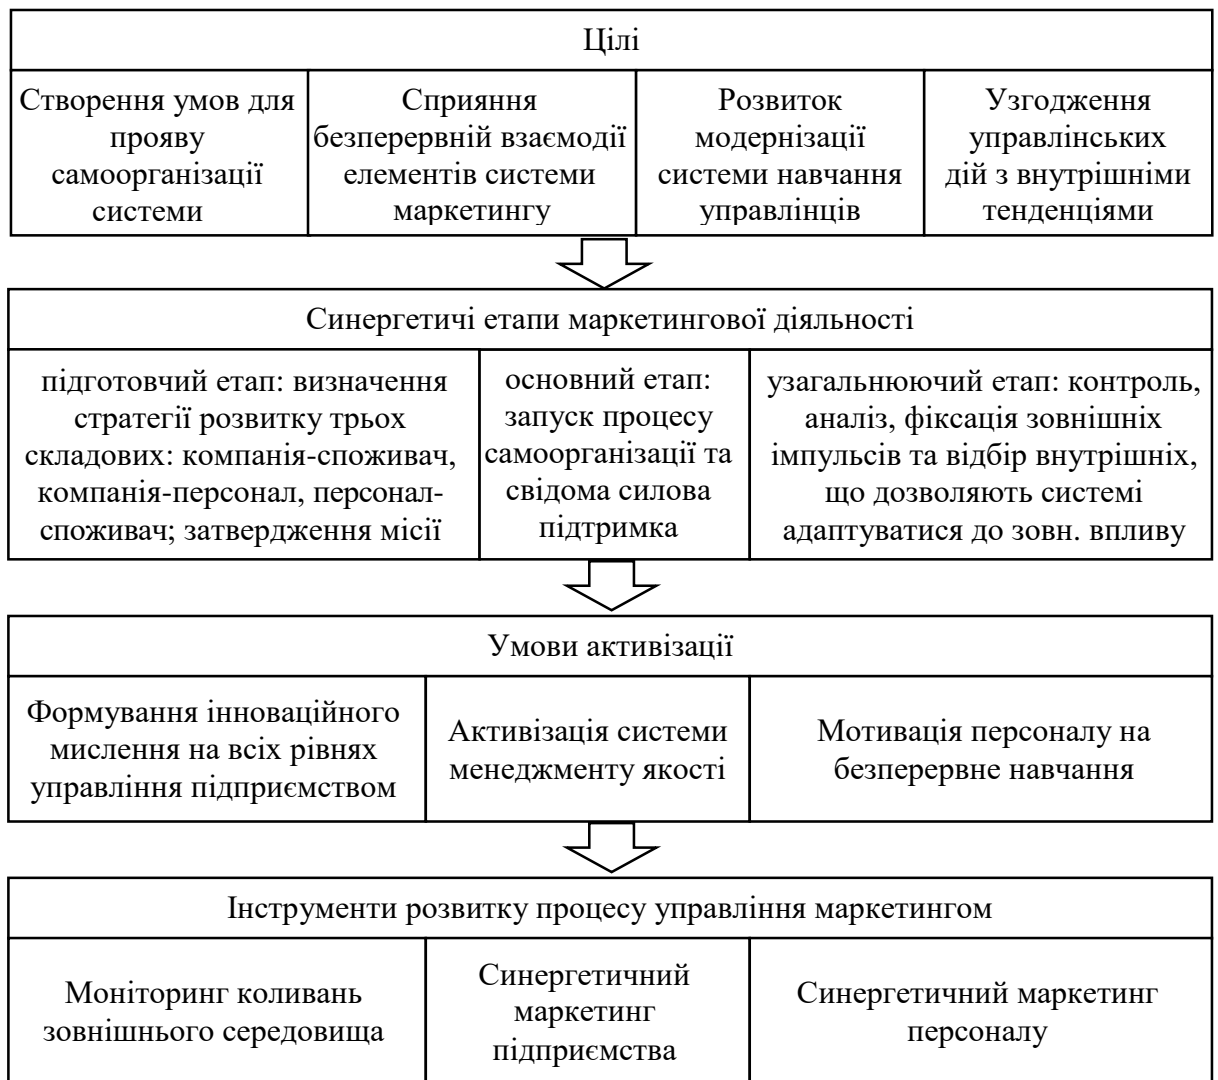 Цілі
Створення умов для
прояву
самоорганізації
системи
Сприяння
безперервній взаємодії
елементів системи
маркетингу
Розвиток
модернізації
системи навчання
управлінців
Узгодження
управлінських
дій з внутрішніми
тенденціями
Синергетичі етапи маркетингової діяльності
підготовчий етап: визначення
стратегії розвитку трьох
складових: компанія-споживач,
компанія-персонал, персонал-
споживач; затвердження місії
основний етап:
запуск процесу
самоорганізації та
свідома силова
підтримка
узагальнюючий етап: контроль,
аналіз, фіксація зовнішніх
імпульсів та відбір внутрішніх,
що дозволяють системі
адаптуватися до зовн. впливу
Умови активізації
Формування інноваційного
мислення на всіх рівнях
управління підприємством
Активізація системи
менеджменту якості
Мотивація персоналу на
безперервне навчання
Інструменти розвитку процесу управління маркетингом
Моніторинг коливань
зовнішнього середовища
Синергетичний
маркетинг
підприємства
Синергетичний маркетинг
персоналу